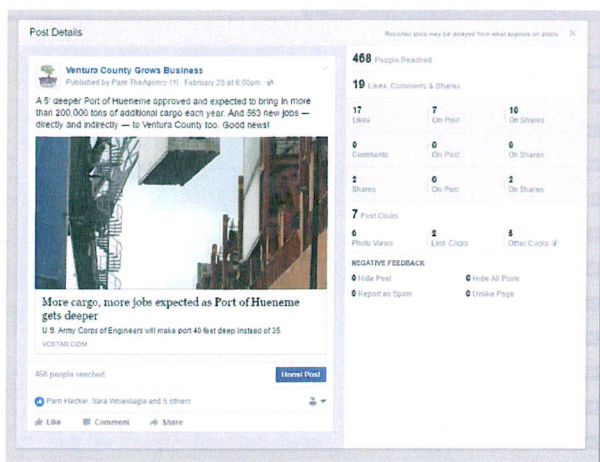 Post Details
Reported stats may be delayed from what appears on posts
Ventura County Grows Business
Published by Pam TheAgency [?] · February 25 at 6:00pm ·
A 5' deeper Port of Hueneme approved and expected to bring in more
than 200,000 tons of additional cargo each year. And 563 new jobs —
directly and indirectly — to Ventura County too. Good news!
More cargo, more jobs expected as Port of Hueneme
gets deeper
U.S. Army Corps of Engineers will make port 40 feet deep instead of 35
VCSTAR.COM
468 people reached
Boost Post
Pam Hacker, Sara and 5 others
Like Comment Share
468 People Reached
19 Likes, Comments & Shares
17 7 10
Likes On Post On Shares
0 0 0
Comments On Post On Shares
2 0 2
Shares On Post On Shares
7 Post Clicks
0 2 5
Photo Views Link Clicks Other Clicks
NEGATIVE FEEDBACK
0 Hide Post 0 Hide All Posts
0 Report as Spam 0 Unlike Page